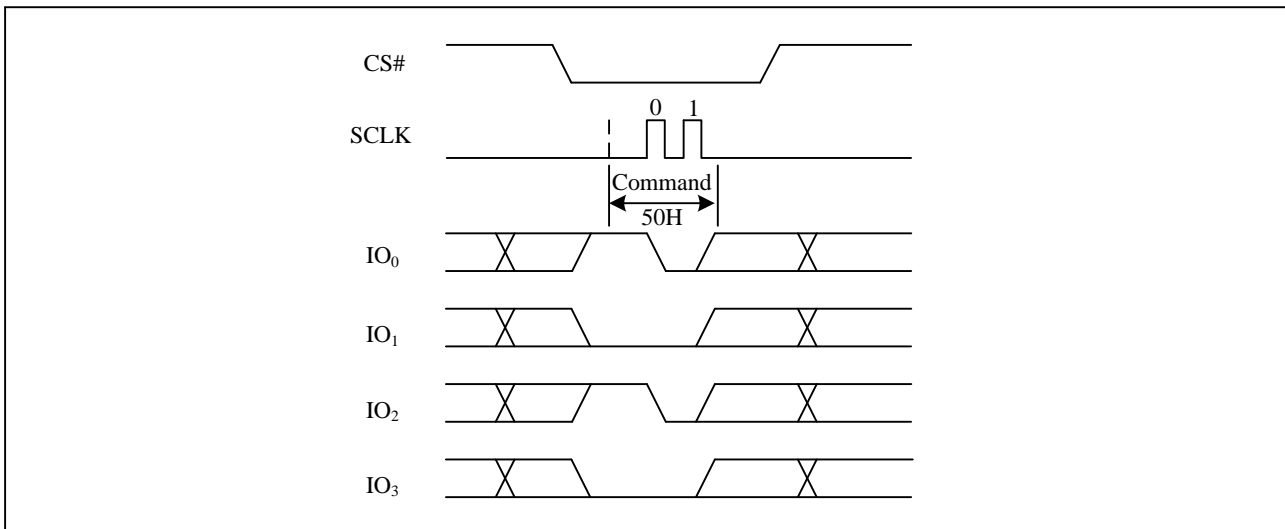 CS#
0 1
SCLK
Command
50H
IO₀
IO₁
IO₂
IO₃